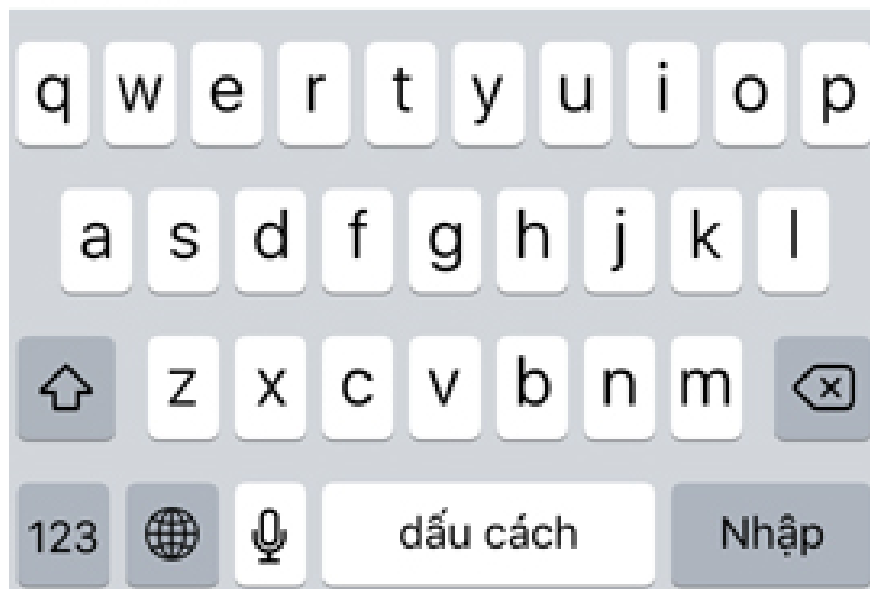 q w e r t y u i o p
a s d f g h j k l
z x c v b n m
123 dấu cách Nhập